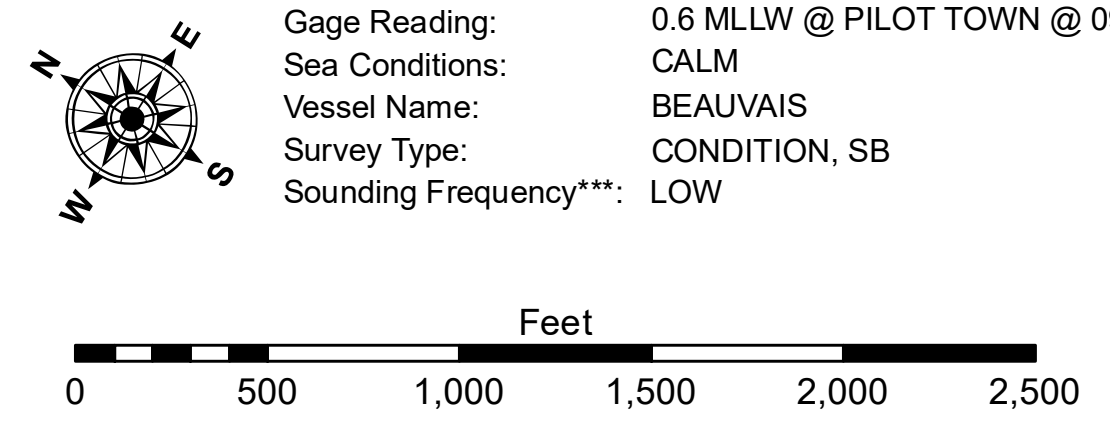 N
E
S
W
Gage Reading: 0.6 MLLW @ PILOT TOWN @
Sea Conditions: CALM
Vessel Name: BEAUVAIS
Survey Type: CONDITION, SB
Sounding Frequency***: LOW
Feet
0 500 1,000 1,500 2,000 2,500